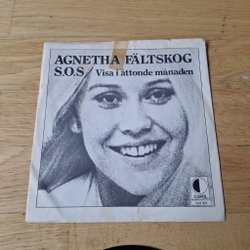 AGNETHA FÄLTSKOG
S.O.S / Visa i åttonde månaden
CUPOL